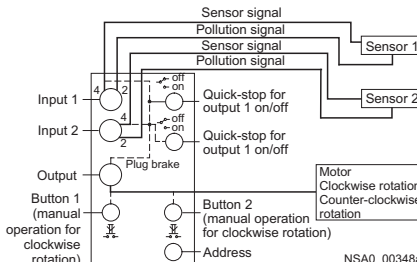 Sensor signal
Pollution signal
Sensor signal
Pollution signal
Sensor 1
Sensor 2
4 2
Input 1
off
on
Quick-stop for
output 1 on/off
Input 2
4
2
off
on
Quick-stop for
output 1 on/off
Plug brake
Output
Motor
Clockwise rotation
Counter-clockwise
rotation
Button 1
(manual
operation for
clockwise
rotation)
Button 2
(manual operation
for clockwise rotation)
Address
NSA0_00348